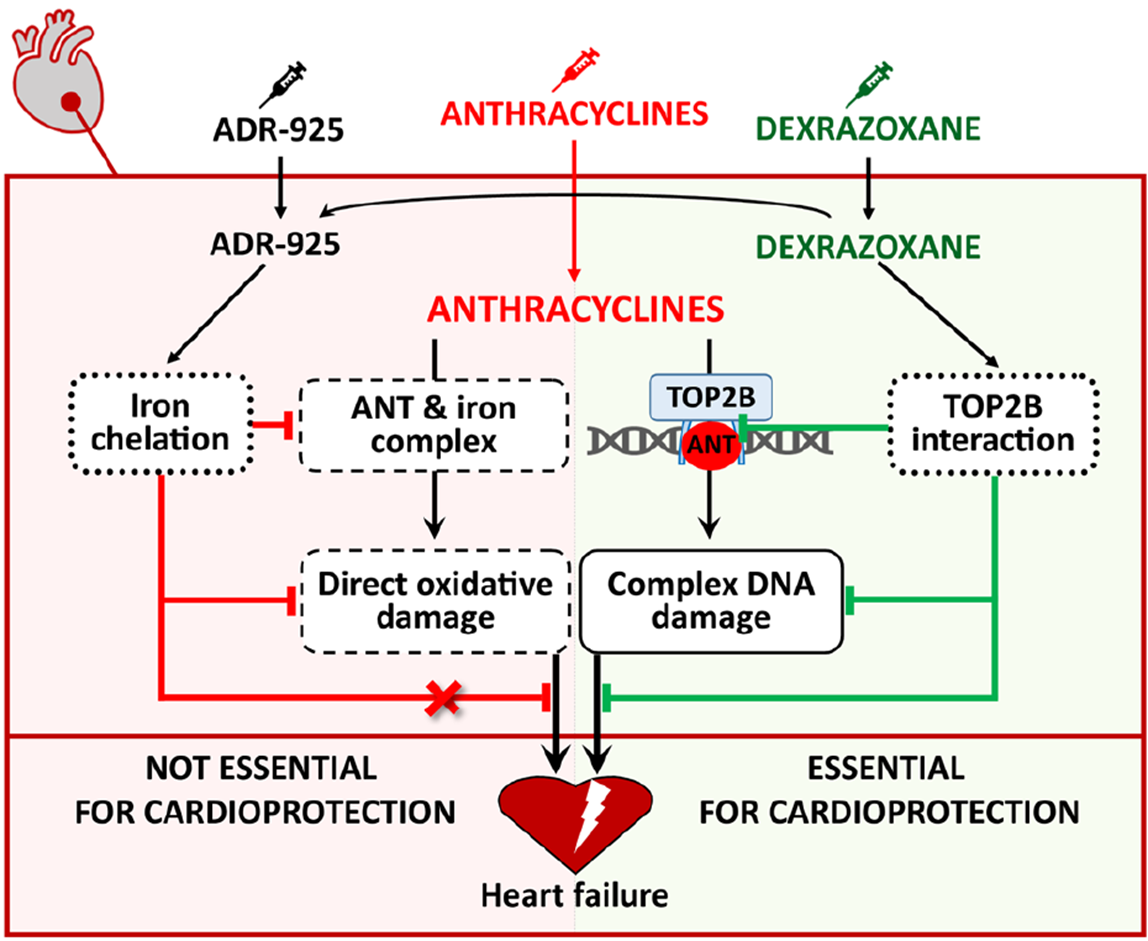 ADR-925
ANTHRACYCLINES
DEXRAZOXANE
ADR-925
DEXRAZOXANE
ANTHRACYCLINES
Iron
chelation
ANT & iron
complex
TOP2B
ANT
TOP2B
interaction
Direct oxidative
damage
Complex DNA
damage
NOT ESSENTIAL
FOR CARDIOPROTECTION
ESSENTIAL
FOR CARDIOPROTECTION
Heart failure